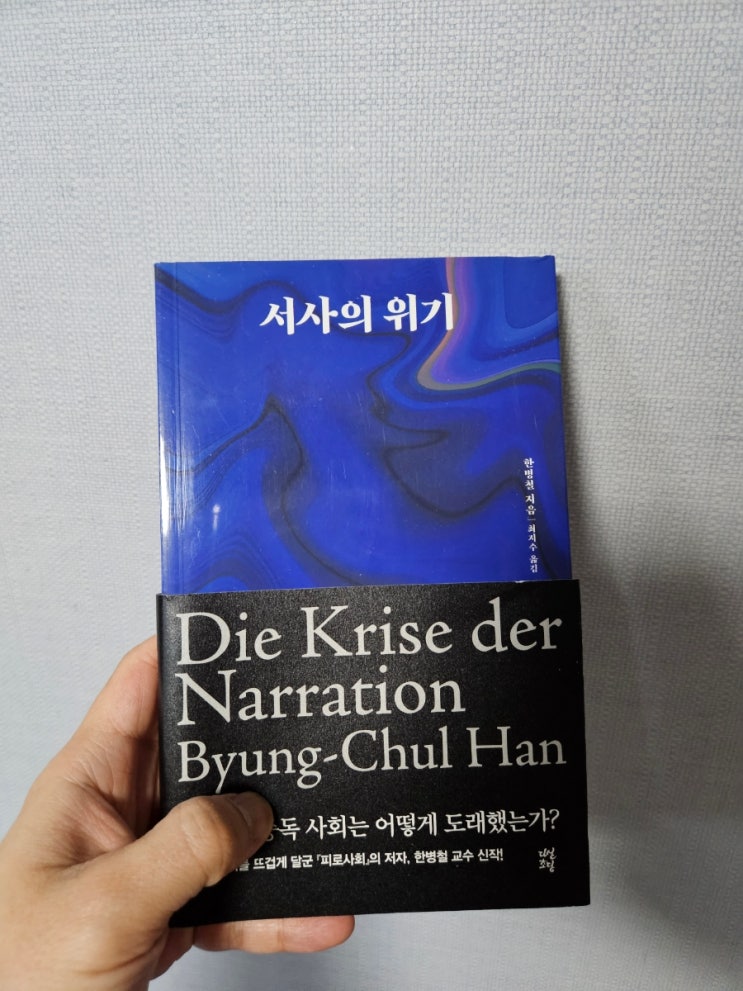 서사의 위기
한병철 지음 | 최지수 옮김
Die Krise der
Narration
Byung-Chul Han
사회는 어떻게 도래했는가?
뜨겁게 달군 『피로사회』의 저자, 한병철 교수 신작!
다산
초당